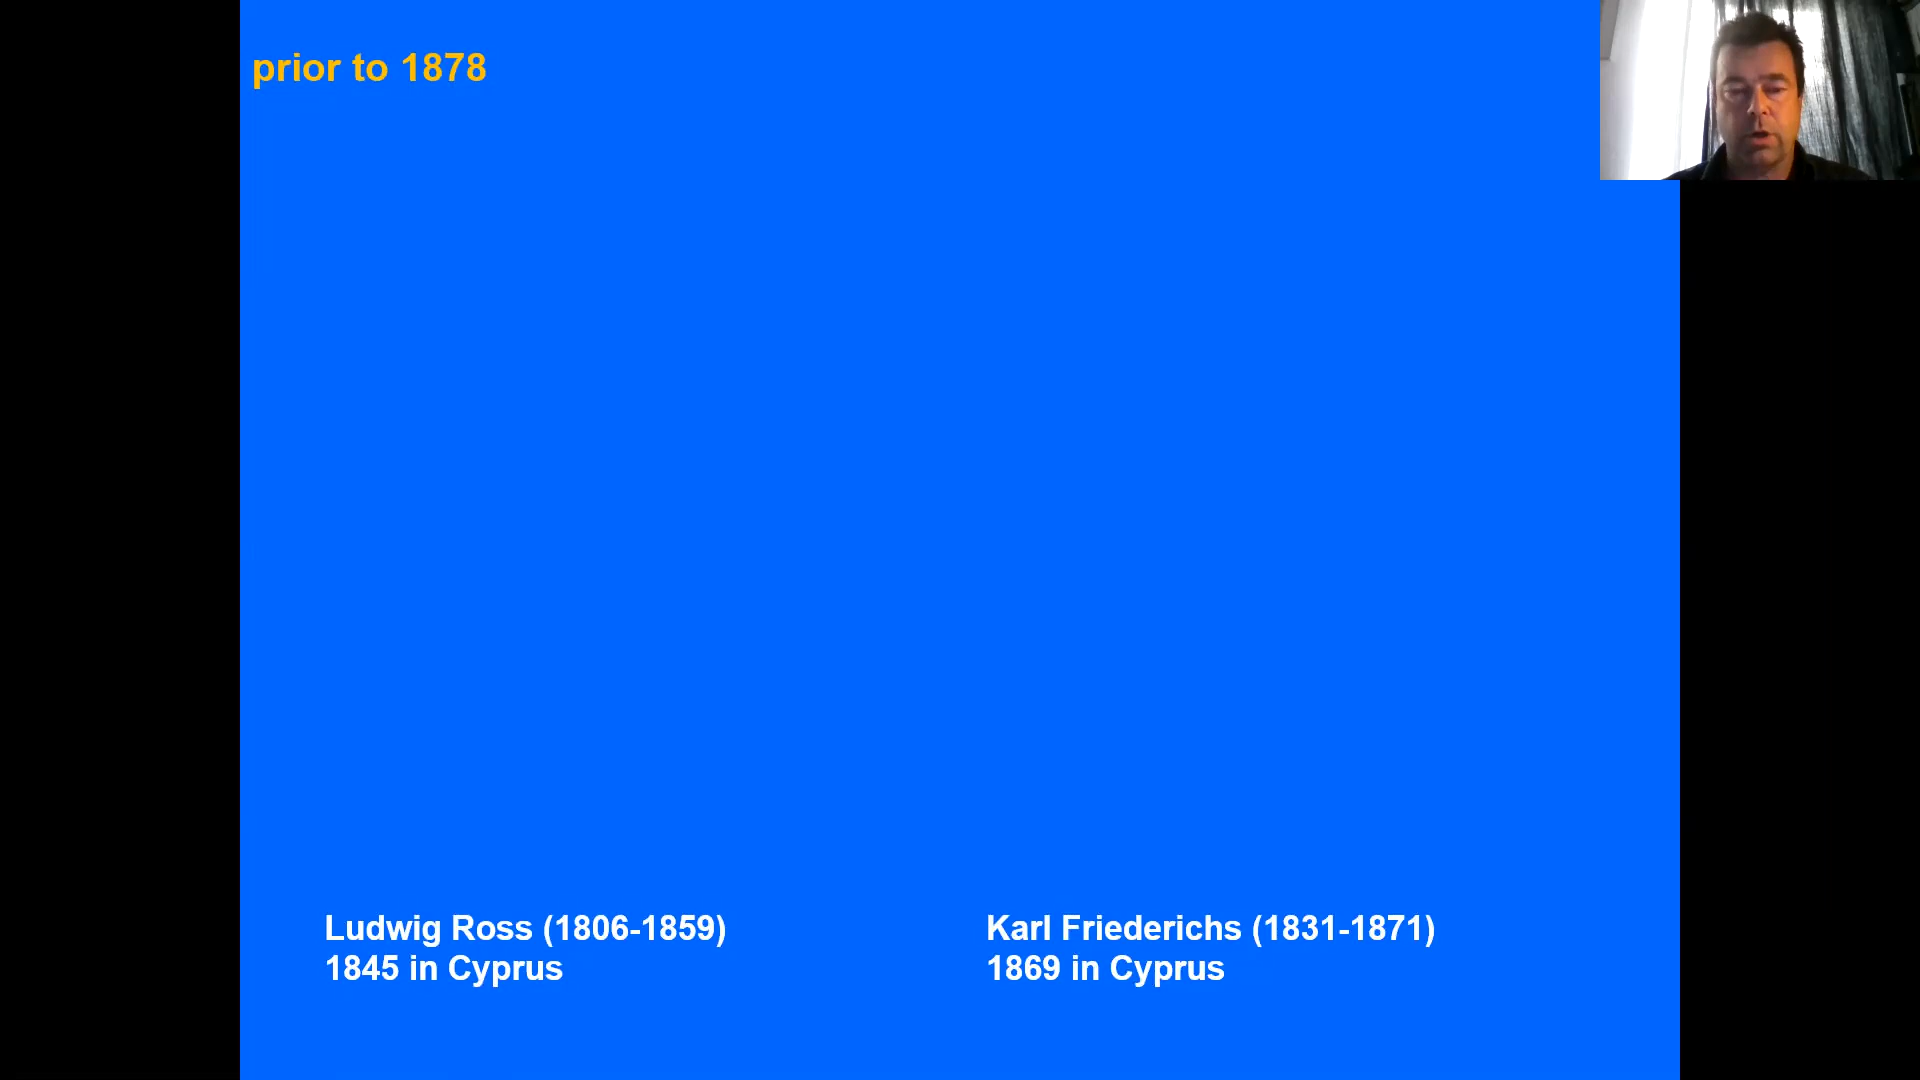 prior to 1878
Ludwig Ross (1806-1859)
1845 in Cyprus
Karl Friederichs (1831-1871)
1869 in Cyprus